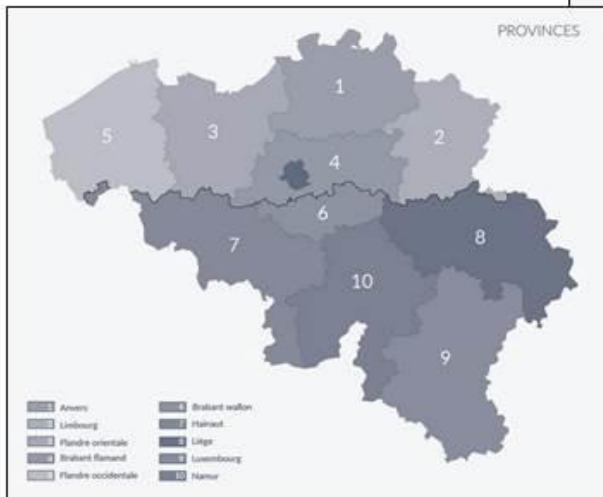 PROVINCES
1
5
3
4
2
6
7
8
10
9
1 Anvers
2 Limbourg
3 Flandre orientale
4 Brabant flamand
5 Flandre occidentale
6 Brabant wallon
7 Hainaut
8 Liège
9 Luxembourg
10 Namur